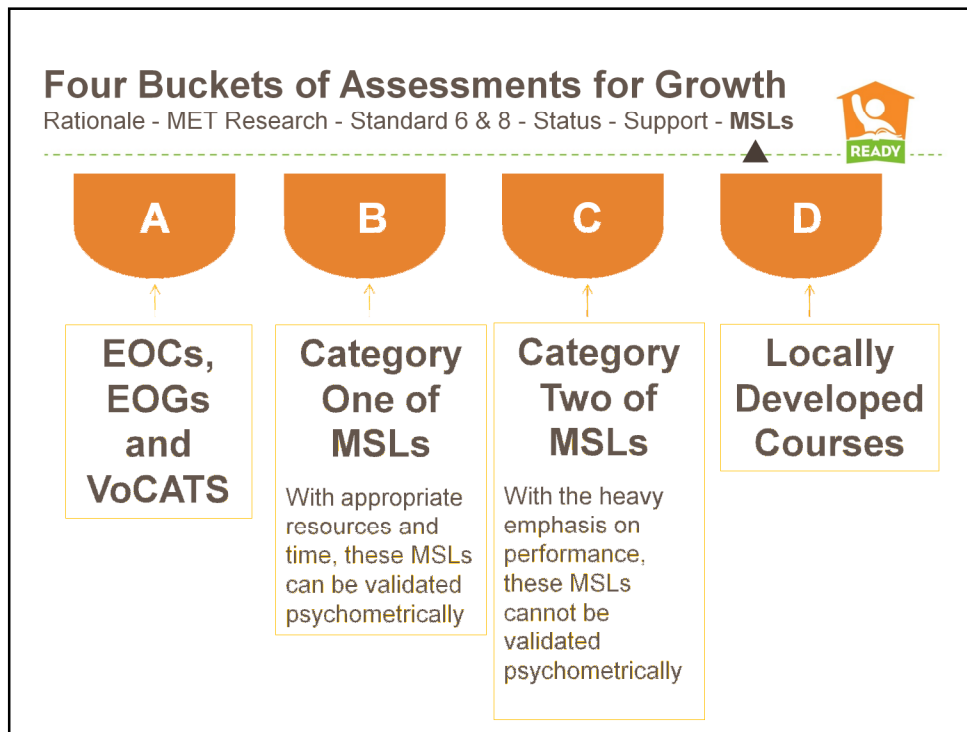 Four Buckets of Assessments for Growth
Rationale - MET Research - Standard 6 & 8 - Status - Support - MSLs
READY
A
B
C
D
EOCs,
EOGs
and
VoCATS
Category
One of
MSLs
With appropriate
resources and
time, these MSLs
can be validated
psychometrically
Category
Two of
MSLs
With the heavy
emphasis on
performance,
these MSLs
cannot be
validated
psychometrically
Locally
Developed
Courses